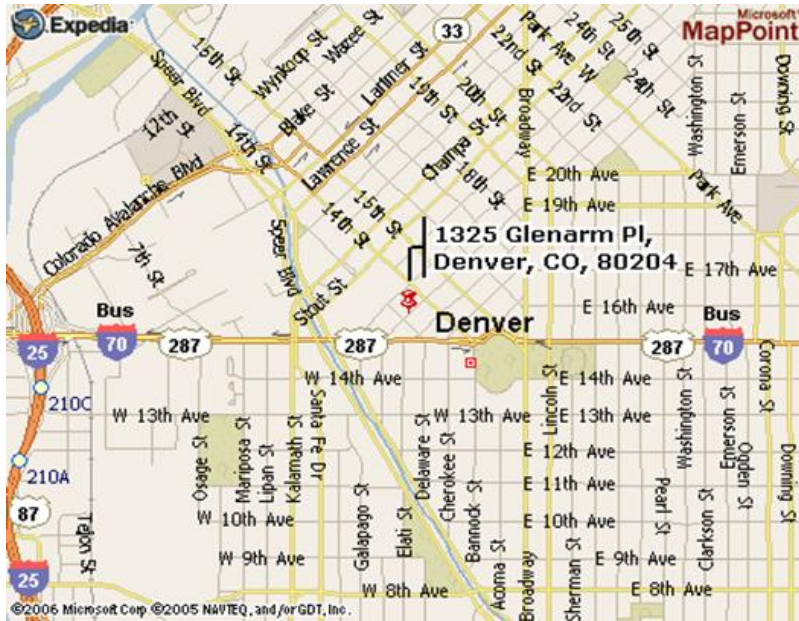 Expedia
Microsoft
MapPoint
33
15th St
Wynkoop St
Wazee St
Larimer St
22nd St
Park Ave W
24th St
25th St
24th St
22nd St
20th St
19th St
Broadway
Washington St
Emerson St
Downing St
Speer Blvd
12th St
14th St
Blake St
Lawrence St
Champa St
18th St
E 20th Ave
E 19th Ave
Park Ave
Colorado Avalanche Blvd
7th St
14th St
15th St
Speer Blvd
Stout St
1325 Glenarm Pl,
Denver, CO, 80204
E 17th Ave
E 16th Ave
Bus
70
287
25
287
Denver
287
Bus
70
210C
W 14th Ave
E 14th Ave
W 13th Ave
W 13th Ave
E 13th Ave
Lincoln St
Washington St
Corona St
Santa Fe Dr
Delaware St
Cherokee St
E 12th Ave
E 11th Ave
Emerson St
Ogden St
Downing St
210A
Osage St
Mariposa St
Lipan St
Kalamath St
87
Tejon St
W 10th Ave
E 10th Ave
Galapago St
Elati St
Bannock St
Pearl St
Clarkson St
W 9th Ave
E 9th Ave
25
W 8th Ave
Acoma St
Broadway
Sherman St
E 8th Ave
©2006 Microsoft Corp ©2005 NAVTEQ, and/or GDT, Inc.